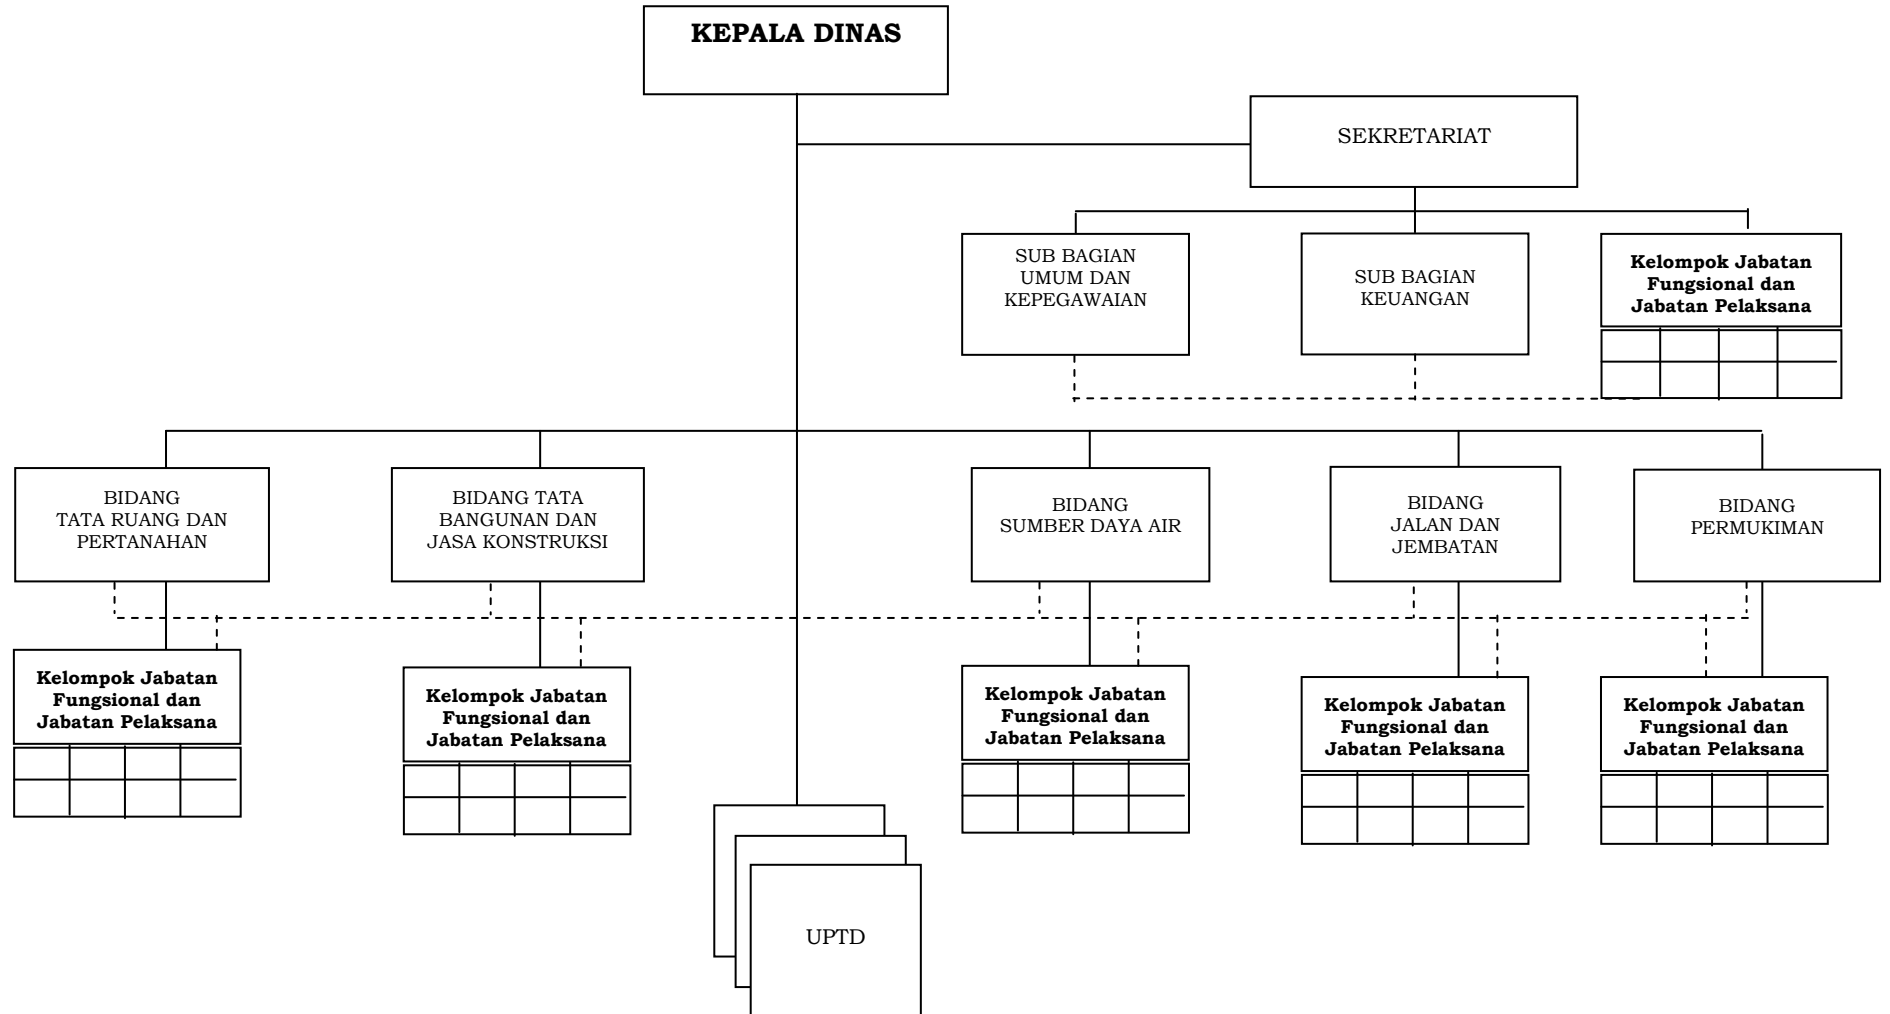 KEPALA DINAS
SEKRETARIAT
SUB BAGIAN
UMUM DAN
KEPEGAWAIAN
SUB BAGIAN
KEUANGAN
Kelompok Jabatan
Fungsional dan
Jabatan Pelaksana
BIDANG
TATA RUANG DAN
PERTANAHAN
BIDANG TATA
BANGUNAN DAN
JASA KONSTRUKSI
BIDANG
SUMBER DAYA AIR
BIDANG
JALAN DAN
JEMBATAN
BIDANG
PERMUKIMAN
Kelompok Jabatan
Fungsional dan
Jabatan Pelaksana
Kelompok Jabatan
Fungsional dan
Jabatan Pelaksana
Kelompok Jabatan
Fungsional dan
Jabatan Pelaksana
Kelompok Jabatan
Fungsional dan
Jabatan Pelaksana
Kelompok Jabatan
Fungsional dan
Jabatan Pelaksana
UPTD